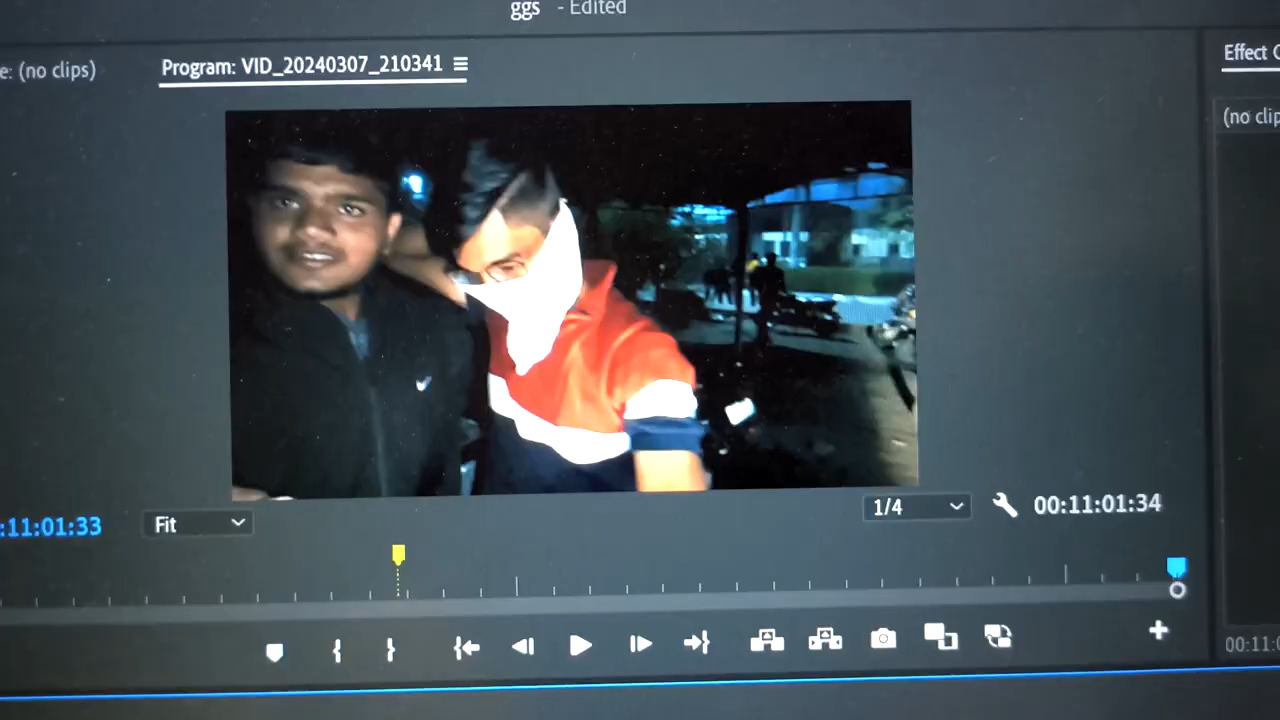 ggs - Edited
e: (no clips)
Program: VID_20240307_210341
Effect C
(no clip
:11:01:33
Fit
1/4
00:11:01:34
00:11:0